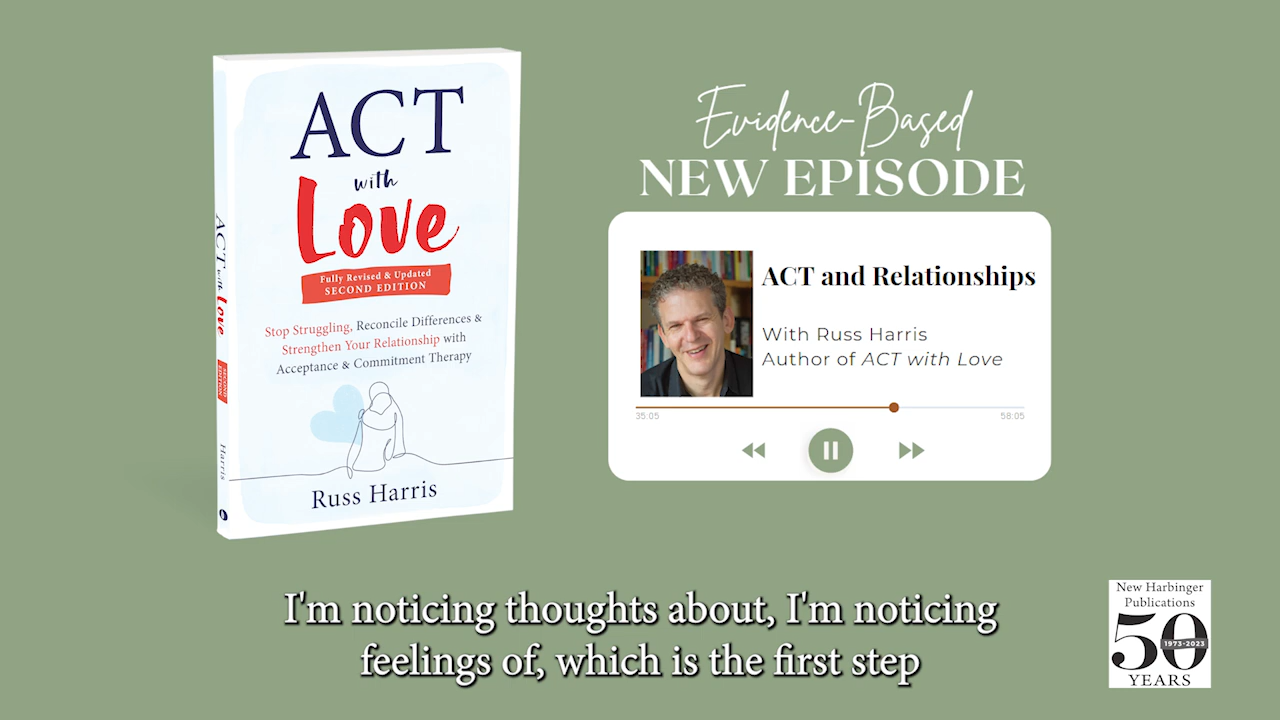 ACT
with
Love
Fully Revised & Updated
SECOND EDITION
Stop Struggling, Reconcile Differences &
Strengthen Your Relationship with
Acceptance & Commitment Therapy
Russ Harris
ACT with Love
SECOND EDITION
Harris
Evidence-Based
NEW EPISODE
ACT and Relationships
With Russ Harris
Author of ACT with Love
35:05
58:05
I'm noticing thoughts about, I'm noticing
feelings of, which is the first step
New Harbinger
Publications
50
1973-2023
YEARS